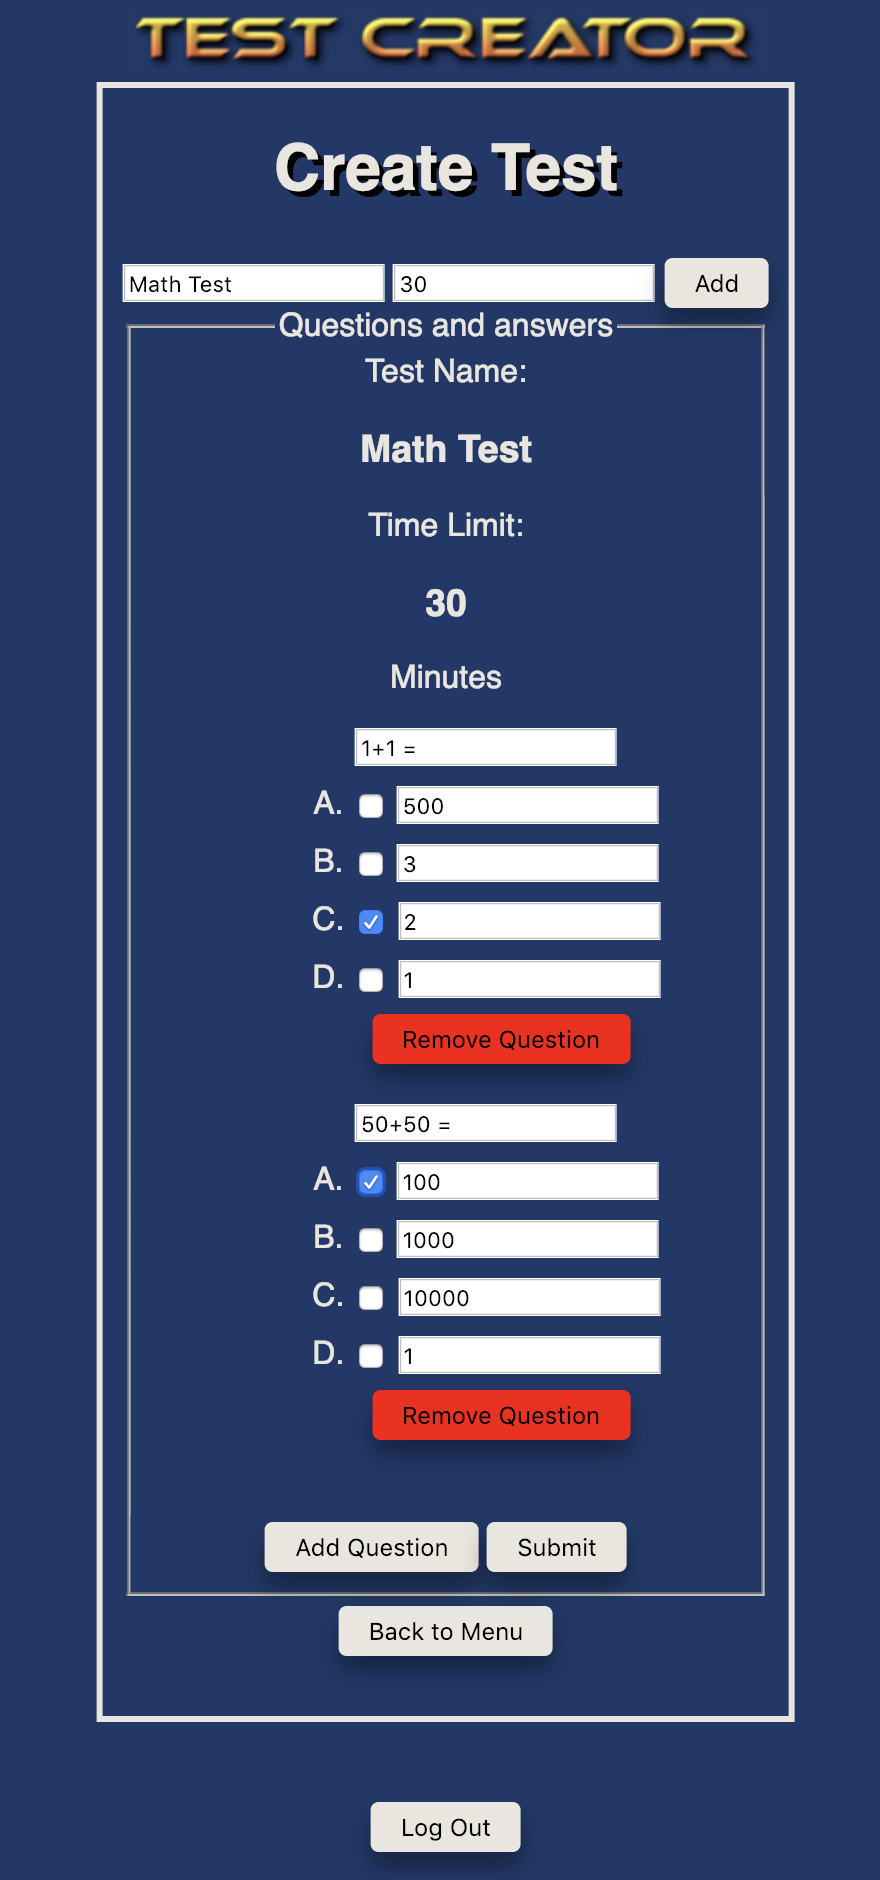 TEST CREATOR
Create Test
Math Test 30 Add
Questions and answers
Test Name:
Math Test
Time Limit:
30
Minutes
1+1 =
A. 500
B. 3
C. 2
D. 1
Remove Question
50+50 =
A. 100
B. 1000
C. 10000
D. 1
Remove Question
Add Question Submit
Back to Menu
Log Out